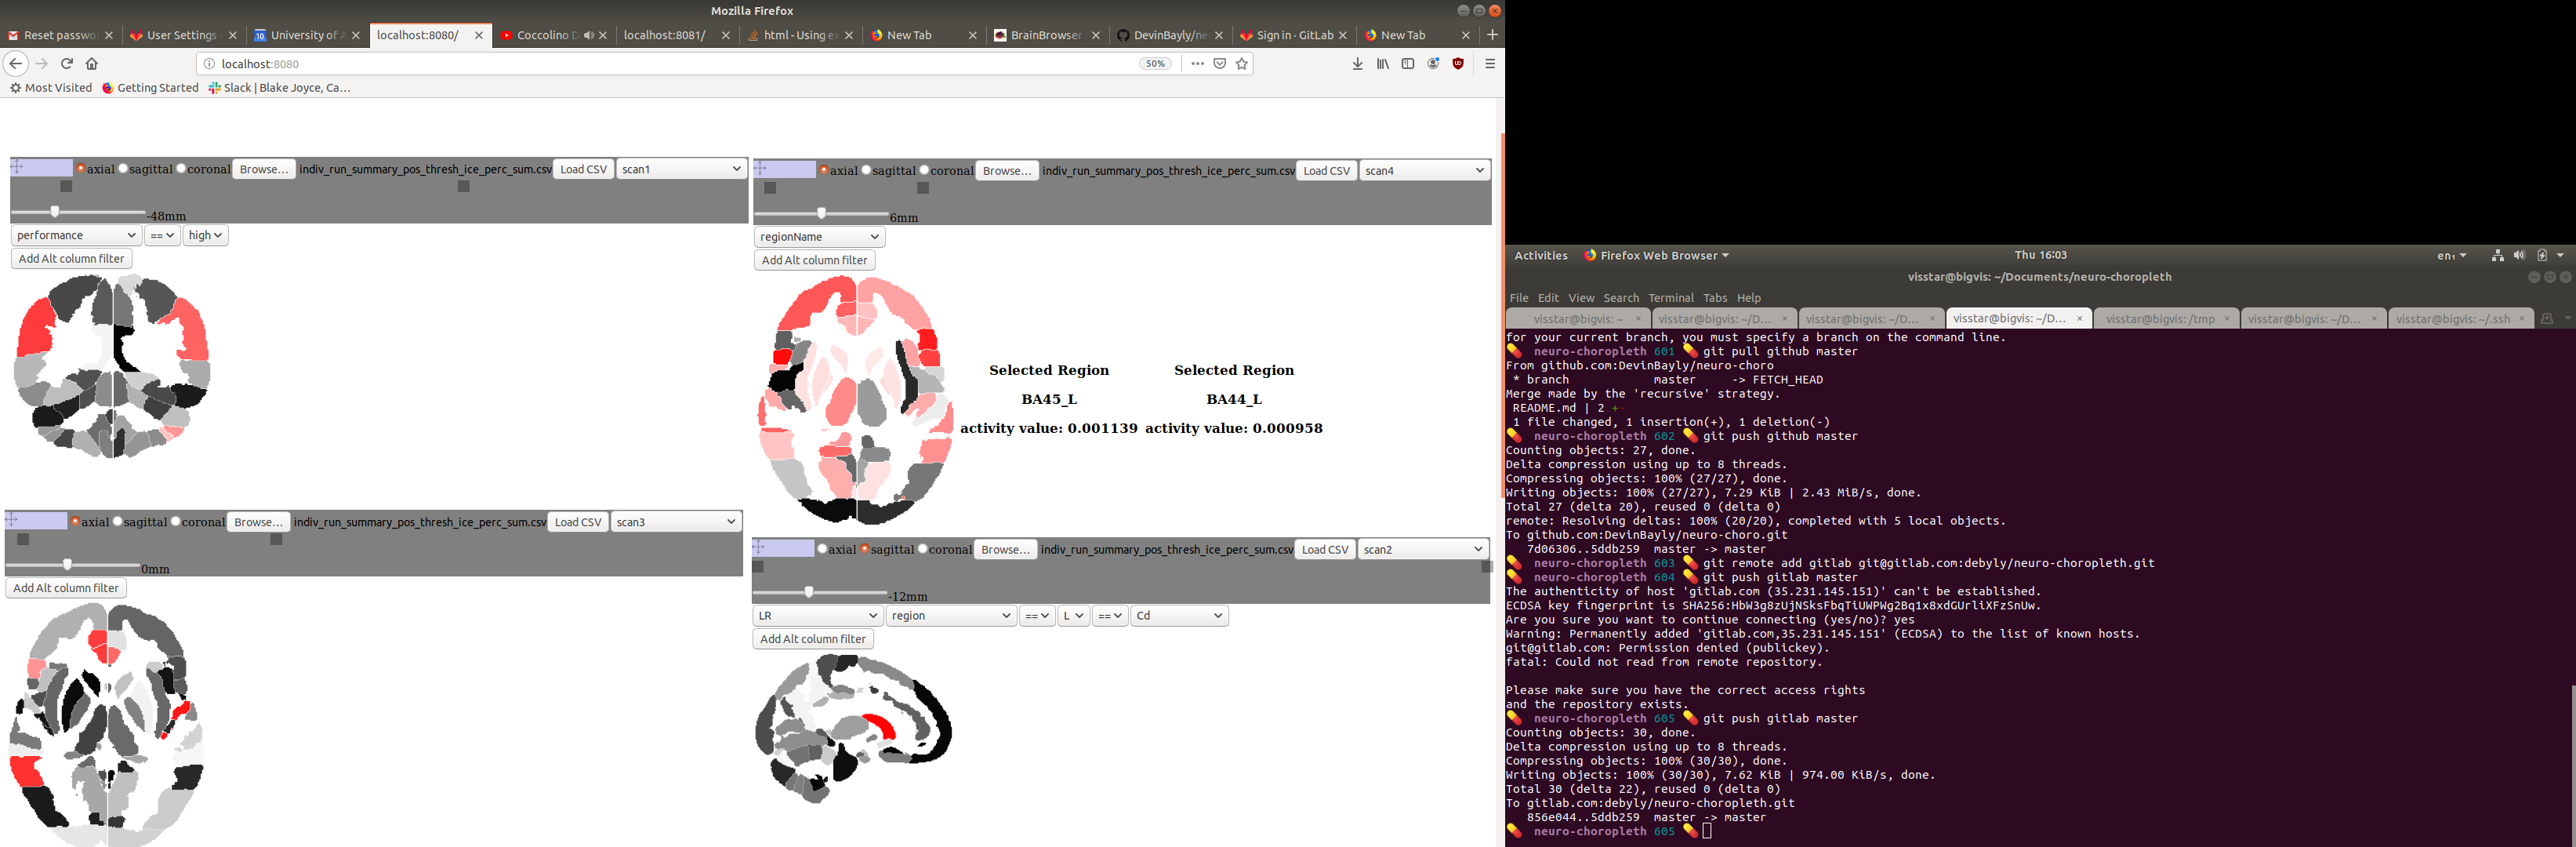 Mozilla Firefox
Reset passwo
User Settings
University of A
localhost:8080/
Coccolino D
localhost:8081/
html - Using ex
New Tab
BrainBrowser
DevinBayly/ne
Sign in · GitLab
New Tab
localhost:8080
50%
Most Visited Getting Started Slack | Blake Joyce, Ca…
axial sagittal coronal Browse… indiv_run_summary_pos_thresh_ice_perc_sum.csv Load CSV scan1
-48mm
performance == high
Add Alt column filter
axial sagittal coronal Browse… indiv_run_summary_pos_thresh_ice_perc_sum.csv Load CSV scan4
6mm
regionName
Add Alt column filter
Selected Region
BA45_L
activity value: 0.001139
Selected Region
BA44_L
activity value: 0.000958
axial sagittal coronal Browse… indiv_run_summary_pos_thresh_ice_perc_sum.csv Load CSV scan3
0mm
Add Alt column filter
axial sagittal coronal Browse… indiv_run_summary_pos_thresh_ice_perc_sum.csv Load CSV scan2
-12mm
LR region == L == Cd
Add Alt column filter
Activities Firefox Web Browser Thu 16:03 en₁
visstar@bigvis: ~/Documents/neuro-choropleth
File Edit View Search Terminal Tabs Help
visstar@bigvis: ~
visstar@bigvis: ~/D…
visstar@bigvis: ~/D…
visstar@bigvis: ~/D…
visstar@bigvis: /tmp
visstar@bigvis: ~/D…
visstar@bigvis: ~/.ssh
for your current branch, you must specify a branch on the command line.
neuro-choropleth 601 git pull github master
From github.com:DevinBayly/neuro-choro
* branch master -> FETCH_HEAD
Merge made by the 'recursive' strategy.
README.md | 2 +-
1 file changed, 1 insertion(+), 1 deletion(-)
neuro-choropleth 602 git push github master
Counting objects: 27, done.
Delta compression using up to 8 threads.
Compressing objects: 100% (27/27), done.
Writing objects: 100% (27/27), 7.29 KiB | 2.43 MiB/s, done.
Total 27 (delta 20), reused 0 (delta 0)
remote: Resolving deltas: 100% (20/20), completed with 5 local objects.
To github.com:DevinBayly/neuro-choro.git
7d06306..5ddb259 master -> master
neuro-choropleth 603 git remote add gitlab git@gitlab.com:debyly/neuro-choropleth.git
neuro-choropleth 604 git push gitlab master
The authenticity of host 'gitlab.com (35.231.145.151)' can't be established.
ECDSA key fingerprint is SHA256:HbW3g8zUjNSksFbqTiUWPWg2Bq1x8xdGUrliXFzSnUw.
Are you sure you want to continue connecting (yes/no)? yes
Warning: Permanently added 'gitlab.com,35.231.145.151' (ECDSA) to the list of known hosts.
git@gitlab.com: Permission denied (publickey).
fatal: Could not read from remote repository.
Please make sure you have the correct access rights
and the repository exists.
neuro-choropleth 605 git push gitlab master
Counting objects: 30, done.
Delta compression using up to 8 threads.
Compressing objects: 100% (30/30), done.
Writing objects: 100% (30/30), 7.62 KiB | 974.00 KiB/s, done.
Total 30 (delta 22), reused 0 (delta 0)
To gitlab.com:debyly/neuro-choropleth.git
856e044..5ddb259 master -> master
neuro-choropleth 605